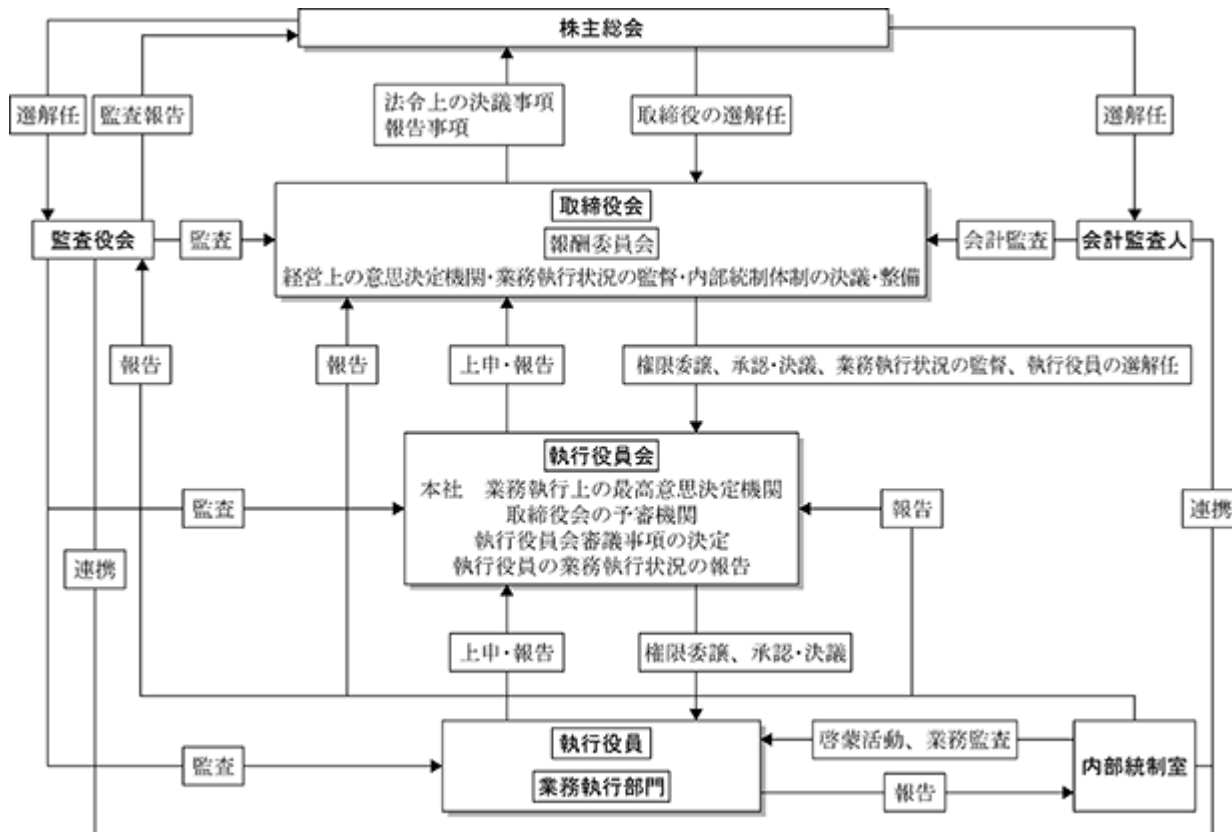 株主総会
選解任
監査報告
法令上の決議事項
報告事項
取締役の選解任
選解任
監査役会
監査
取締役会
報酬委員会
経営上の意思決定機関・業務執行状況の監督・内部統制体制の決議・整備
会計監査
会計監査人
報告
報告
上申・報告
権限委譲、承認・決議、業務執行状況の監督、執行役員の選解任
執行役員会
本社　業務執行上の最高意思決定機関
取締役会の予審機関
執行役員会審議事項の決定
執行役員の業務執行状況の報告
監査
報告
連携
連携
上申・報告
権限委譲、承認・決議
執行役員
業務執行部門
監査
啓蒙活動、業務監査
報告
内部統制室